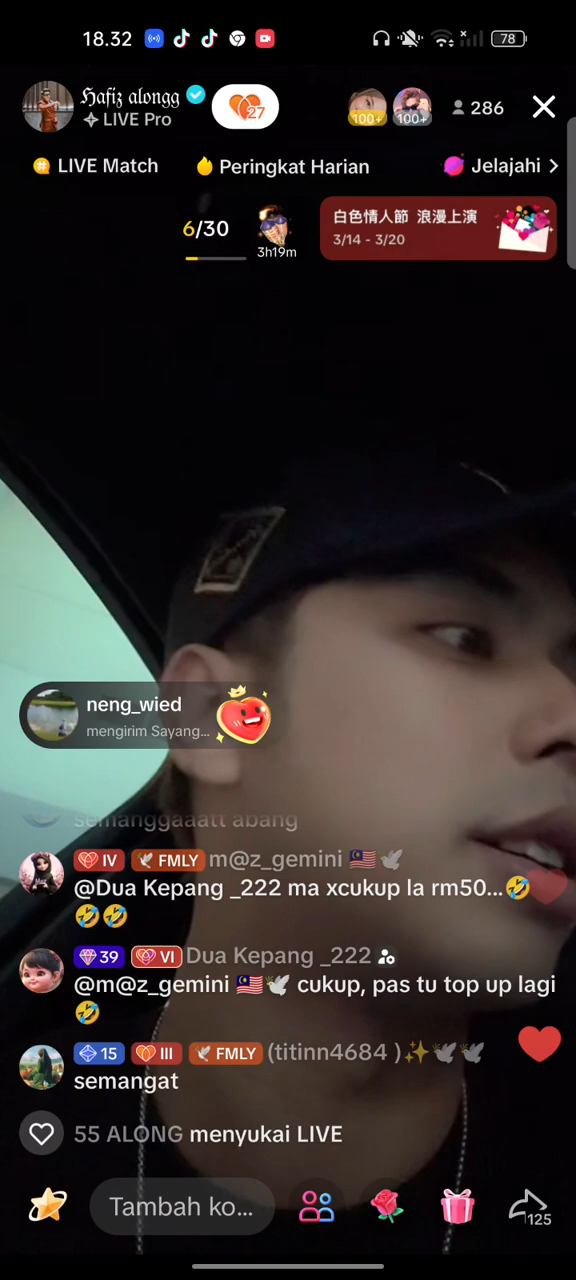 18.32
78
Hafiz alongg
LIVE Pro
27
100+
100+
286
LIVE Match
Peringkat Harian
Jelajahi
6/30
3h19m
白色情人節 浪漫上演
3/14 - 3/20
neng_wied
mengirim Sayang...
semanggaaatt abang
IV FMLY m@z_gemini 🇲🇾🕊️
@Dua Kepang _222 ma xcukup la rm50...🤣
🤣🤣
39 VI Dua Kepang _222
@m@z_gemini 🇲🇾🕊️ cukup, pas tu top up lagi
🤣
15 III FMLY (titinn4684 )✨🕊️🕊️
semangat
55 ALONG menyukai LIVE
Tambah ko...
125